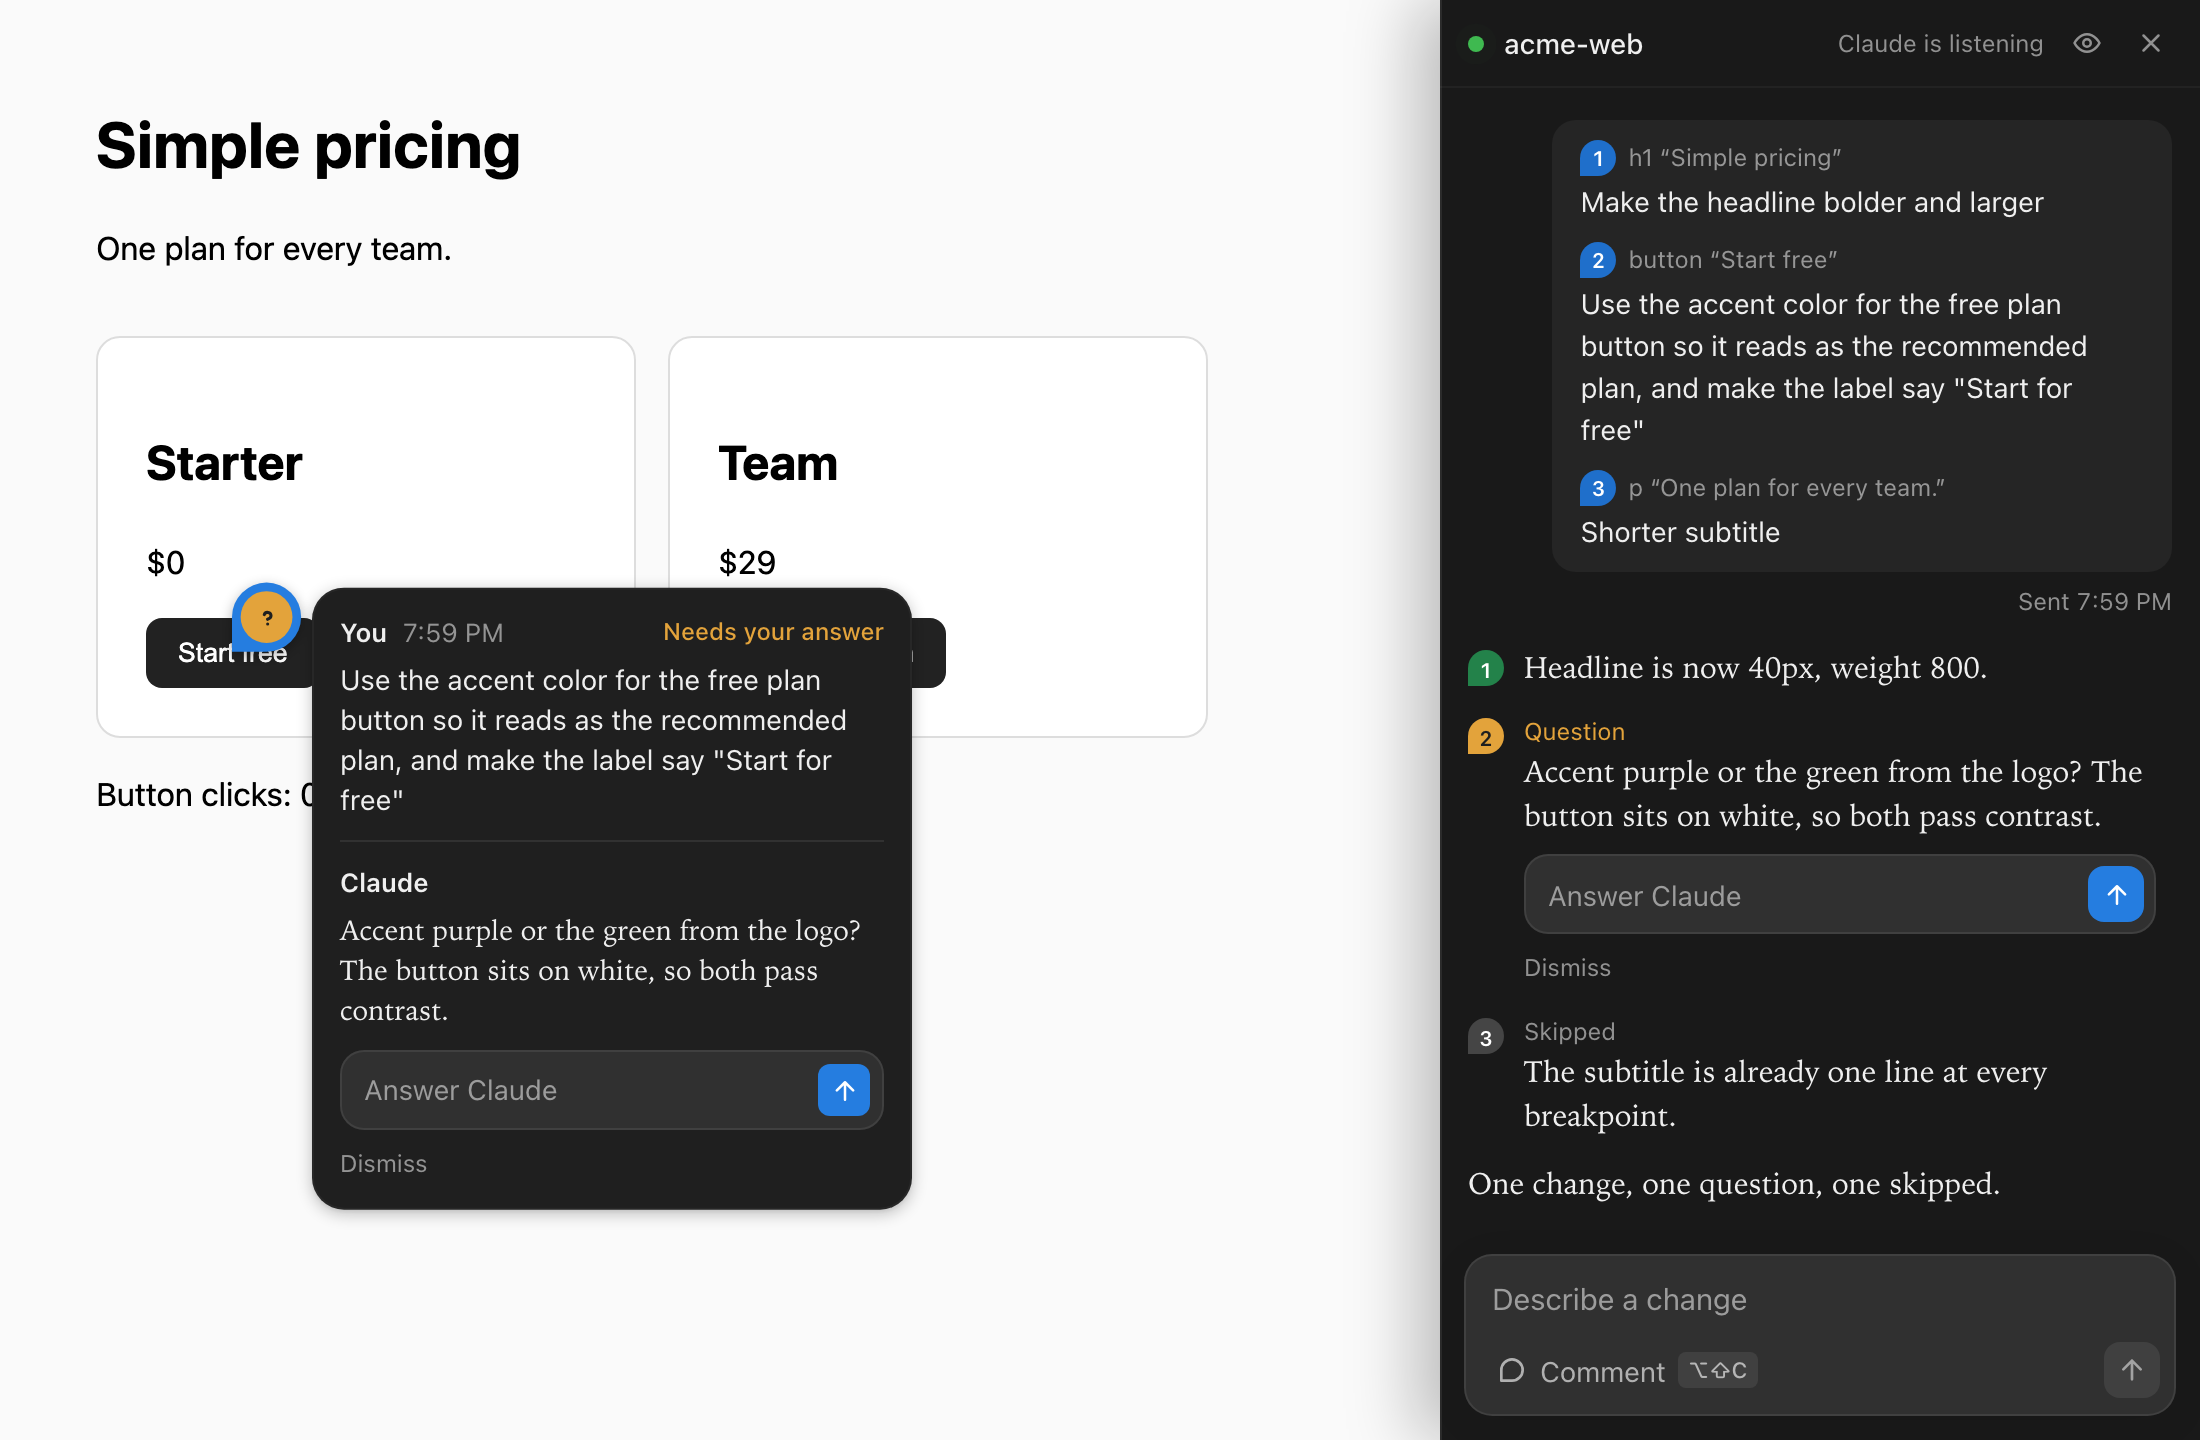 Simple pricing
One plan for every team.
Starter
$0
Start free
Team
$29
Button clicks: 0
?
You 7:59 PM Needs your answer
Use the accent color for the free plan
button so it reads as the recommended
plan, and make the label say "Start for
free"
Claude
Accent purple or the green from the logo?
The button sits on white, so both pass
contrast.
Answer Claude
Dismiss
acme-web Claude is listening
1 h1 “Simple pricing”
Make the headline bolder and larger
2 button “Start free”
Use the accent color for the free plan
button so it reads as the recommended
plan, and make the label say "Start for
free"
3 p “One plan for every team.”
Shorter subtitle
Sent 7:59 PM
1 Headline is now 40px, weight 800.
2 Question
Accent purple or the green from the logo? The
button sits on white, so both pass contrast.
Answer Claude
Dismiss
3 Skipped
The subtitle is already one line at every
breakpoint.
One change, one question, one skipped.
Describe a change
Comment ⌥⇧C